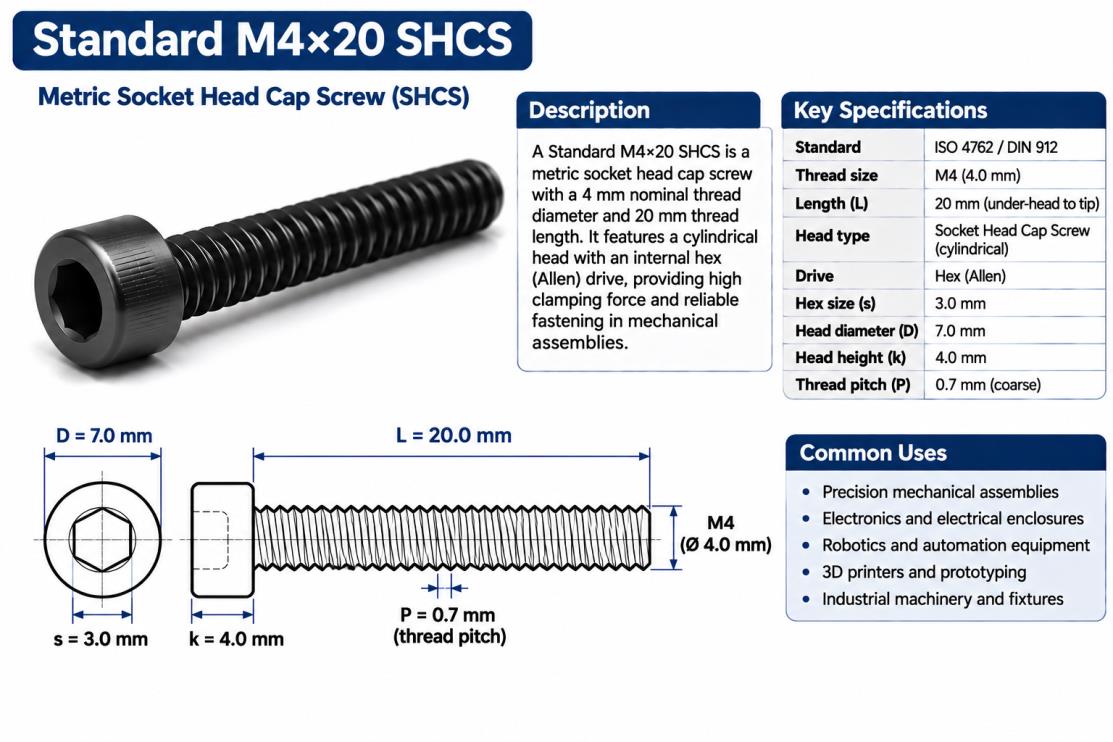 Standard M4×20 SHCS
Metric Socket Head Cap Screw (SHCS)
Description
A Standard M4×20 SHCS is a
metric socket head cap screw
with a 4 mm nominal thread
diameter and 20 mm thread
length. It features a cylindrical
head with an internal hex
(Allen) drive, providing high
clamping force and reliable
fastening in mechanical
assemblies.
Key Specifications
Standard ISO 4762 / DIN 912
Thread size M4 (4.0 mm)
Length (L) 20 mm (under-head to tip)
Head type Socket Head Cap Screw
(cylindrical)
Drive Hex (Allen)
Hex size (s) 3.0 mm
Head diameter (D) 7.0 mm
Head height (k) 4.0 mm
Thread pitch (P) 0.7 mm (coarse)
D = 7.0 mm
L = 20.0 mm
M4
(Ø 4.0 mm)
P = 0.7 mm
(thread pitch)
s = 3.0 mm
k = 4.0 mm
Common Uses
• Precision mechanical assemblies
• Electronics and electrical enclosures
• Robotics and automation equipment
• 3D printers and prototyping
• Industrial machinery and fixtures